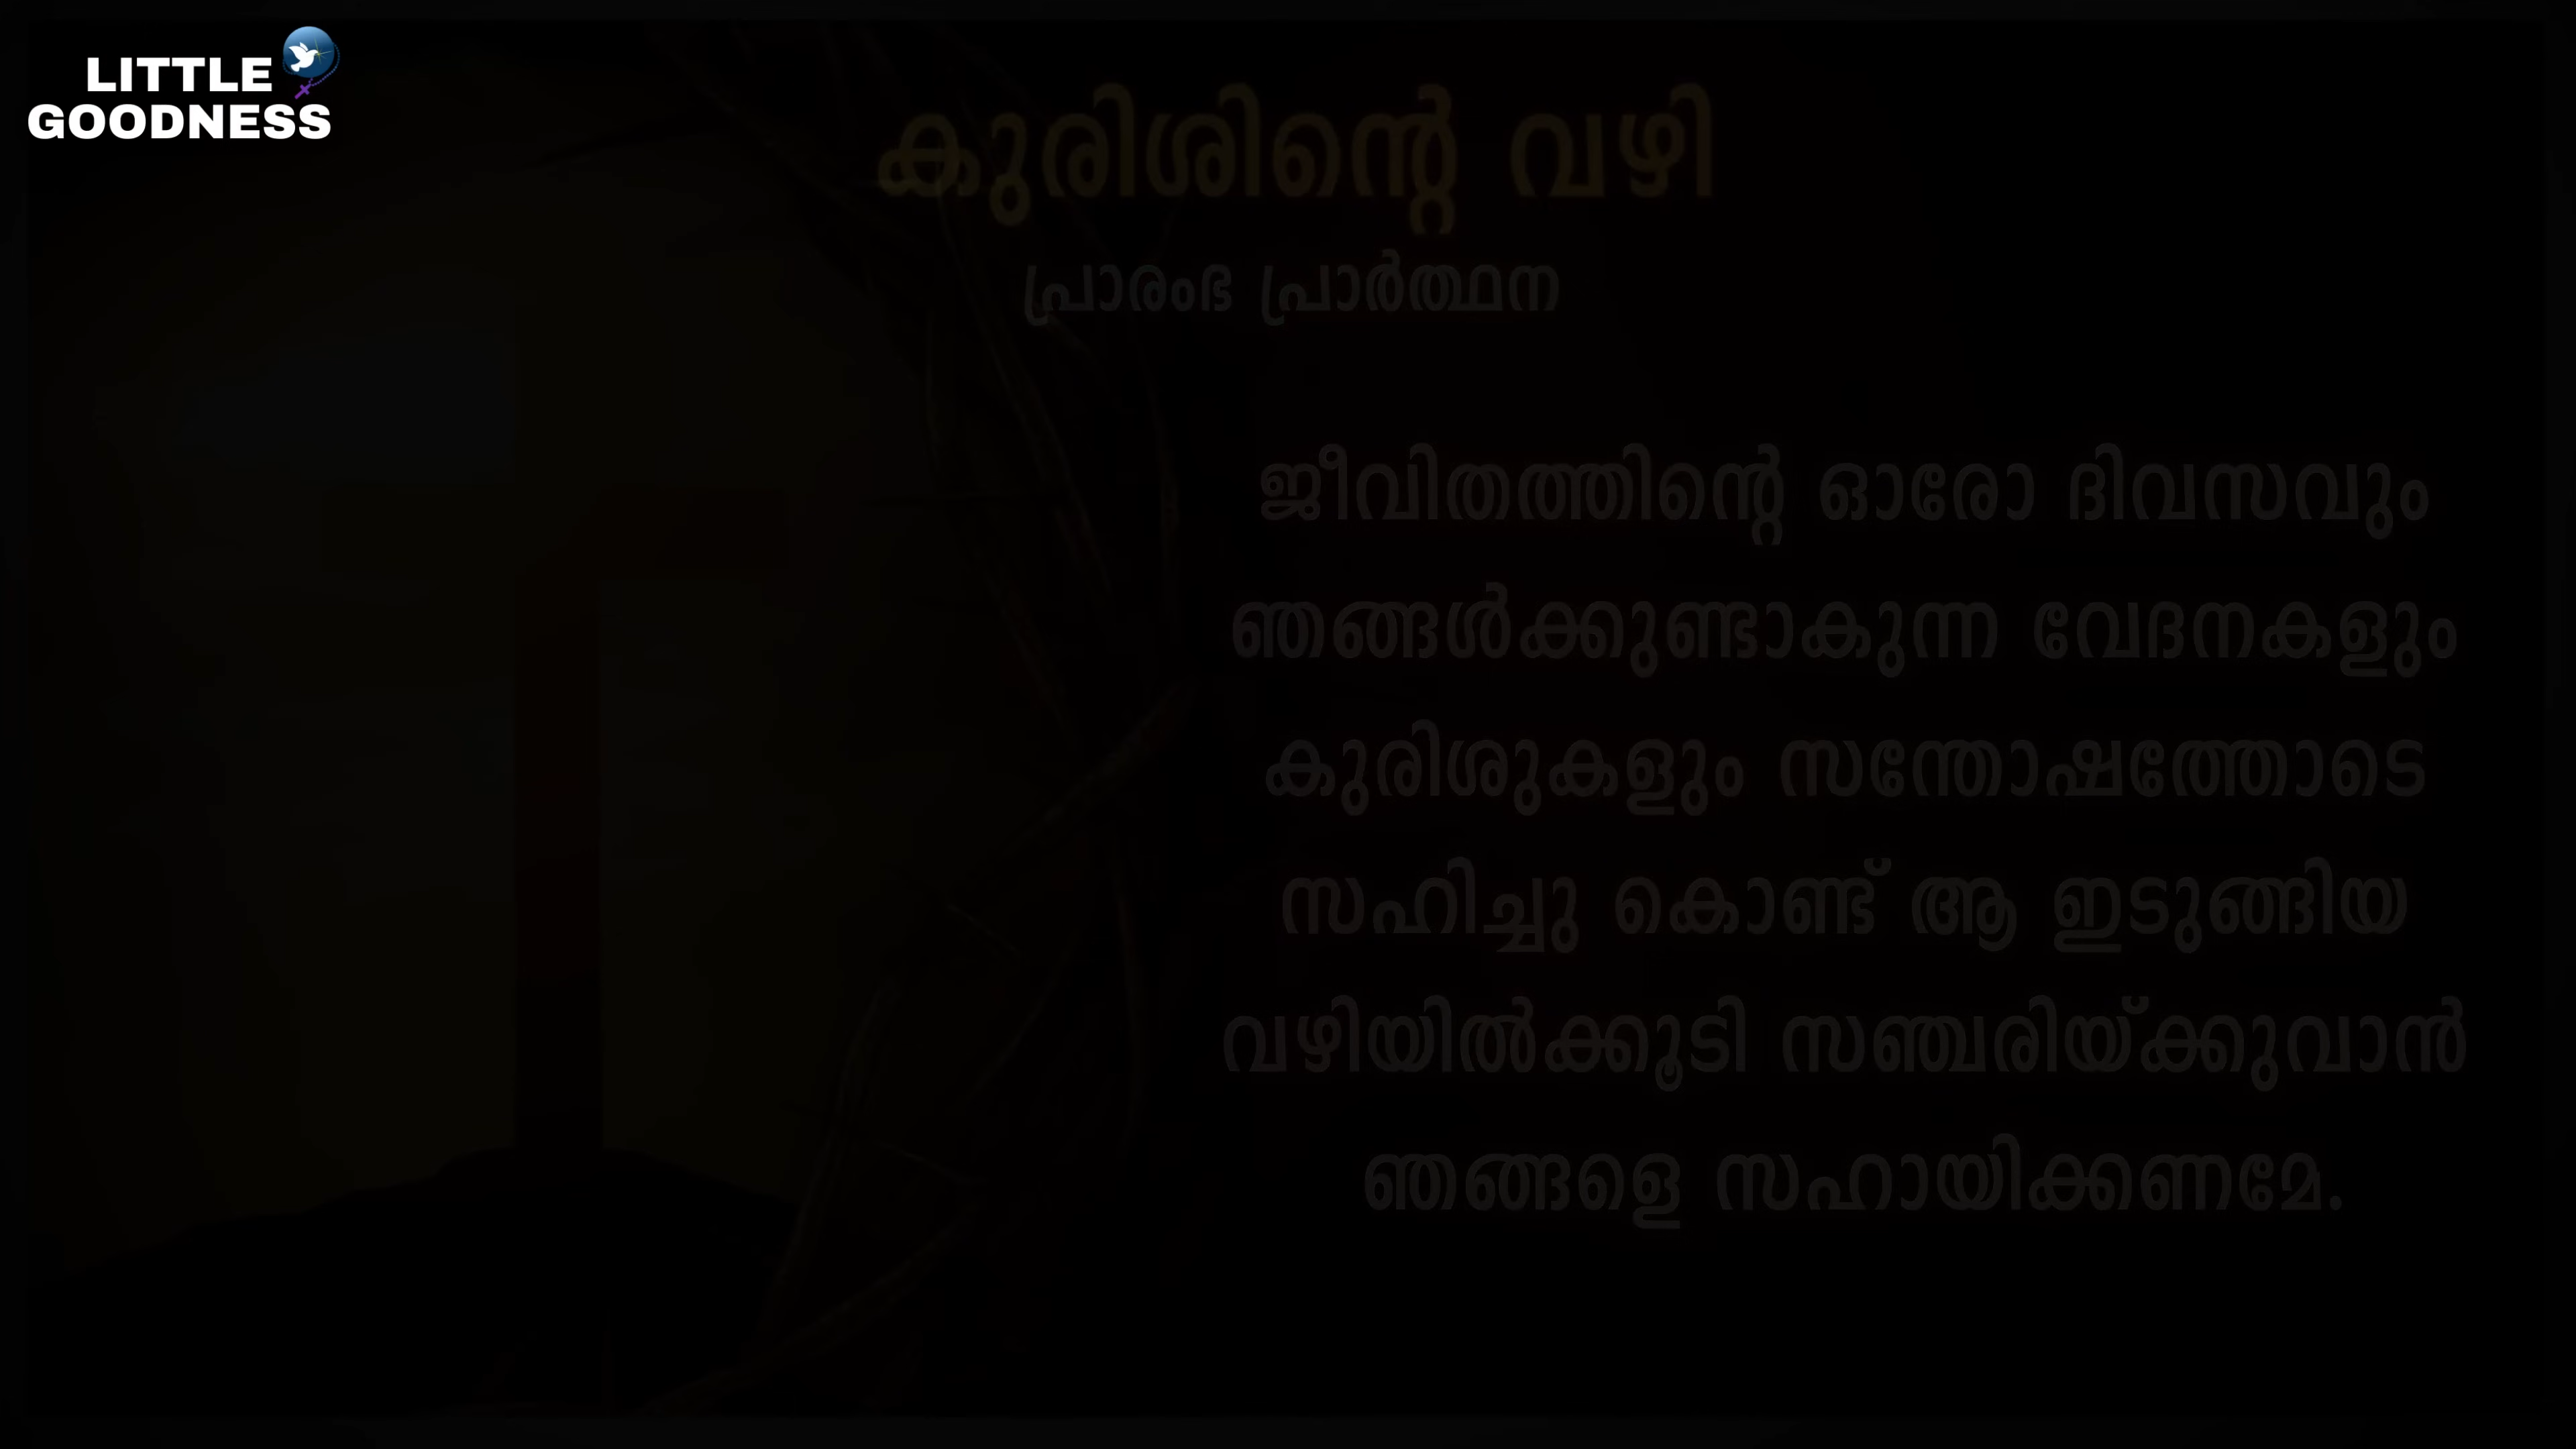 LITTLE
GOODNESS
കുരിശിന്റെ വഴി
പ്രാരംഭ പ്രാർത്ഥന
ജീവിതത്തിന്റെ ഓരോ ദിവസവും
ഞങ്ങൾക്കുണ്ടാകുന്ന വേദനകളും
കുരിശുകളും സന്തോഷത്തോടെ
സഹിച്ചു കൊണ്ട് ആ ഇടുങ്ങിയ
വഴിയിൽക്കൂടി സഞ്ചരിയ്ക്കുവാൻ
ഞങ്ങളെ സഹായിക്കണമേ.